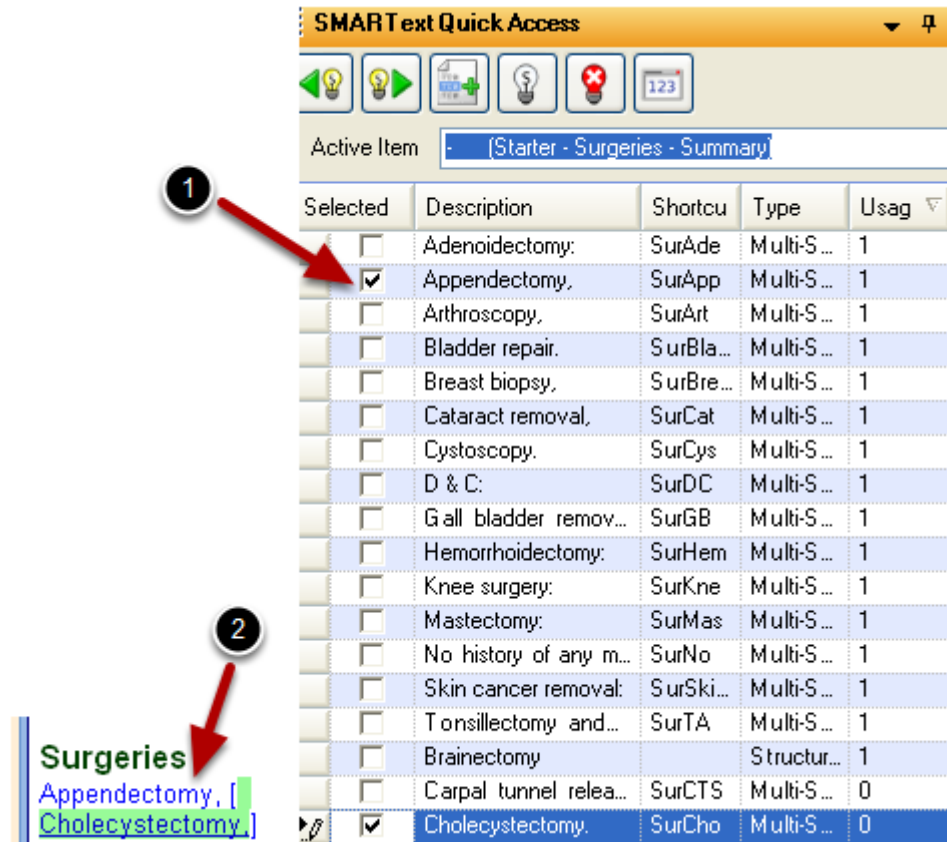 SMARText Quick Access
123
Active Item - (Starter - Surgeries - Summary)
1
Selected Description Shortcu Type Usag
Adenoidectomy: SurAde Multi-S... 1
Appendectomy, SurApp Multi-S... 1
Arthroscopy, SurArt Multi-S... 1
Bladder repair. SurBla... Multi-S... 1
Breast biopsy, SurBre... Multi-S... 1
Cataract removal, SurCat Multi-S... 1
Cystoscopy. SurCys Multi-S... 1
D & C: SurDC Multi-S... 1
Gall bladder remov... SurGB Multi-S... 1
Hemorrhoidectomy: SurHem Multi-S... 1
Knee surgery: SurKne Multi-S... 1
Mastectomy: SurMas Multi-S... 1
No history of any m... SurNo Multi-S... 1
Skin cancer removal: SurSki... Multi-S... 1
Tonsillectomy and... SurTA Multi-S... 1
Brainectomy Structur... 1
Carpal tunnel relea... SurCTS Multi-S... 0
Cholecystectomy. SurCho Multi-S... 0
2
Surgeries
Appendectomy, [
Cholecystectomy.]